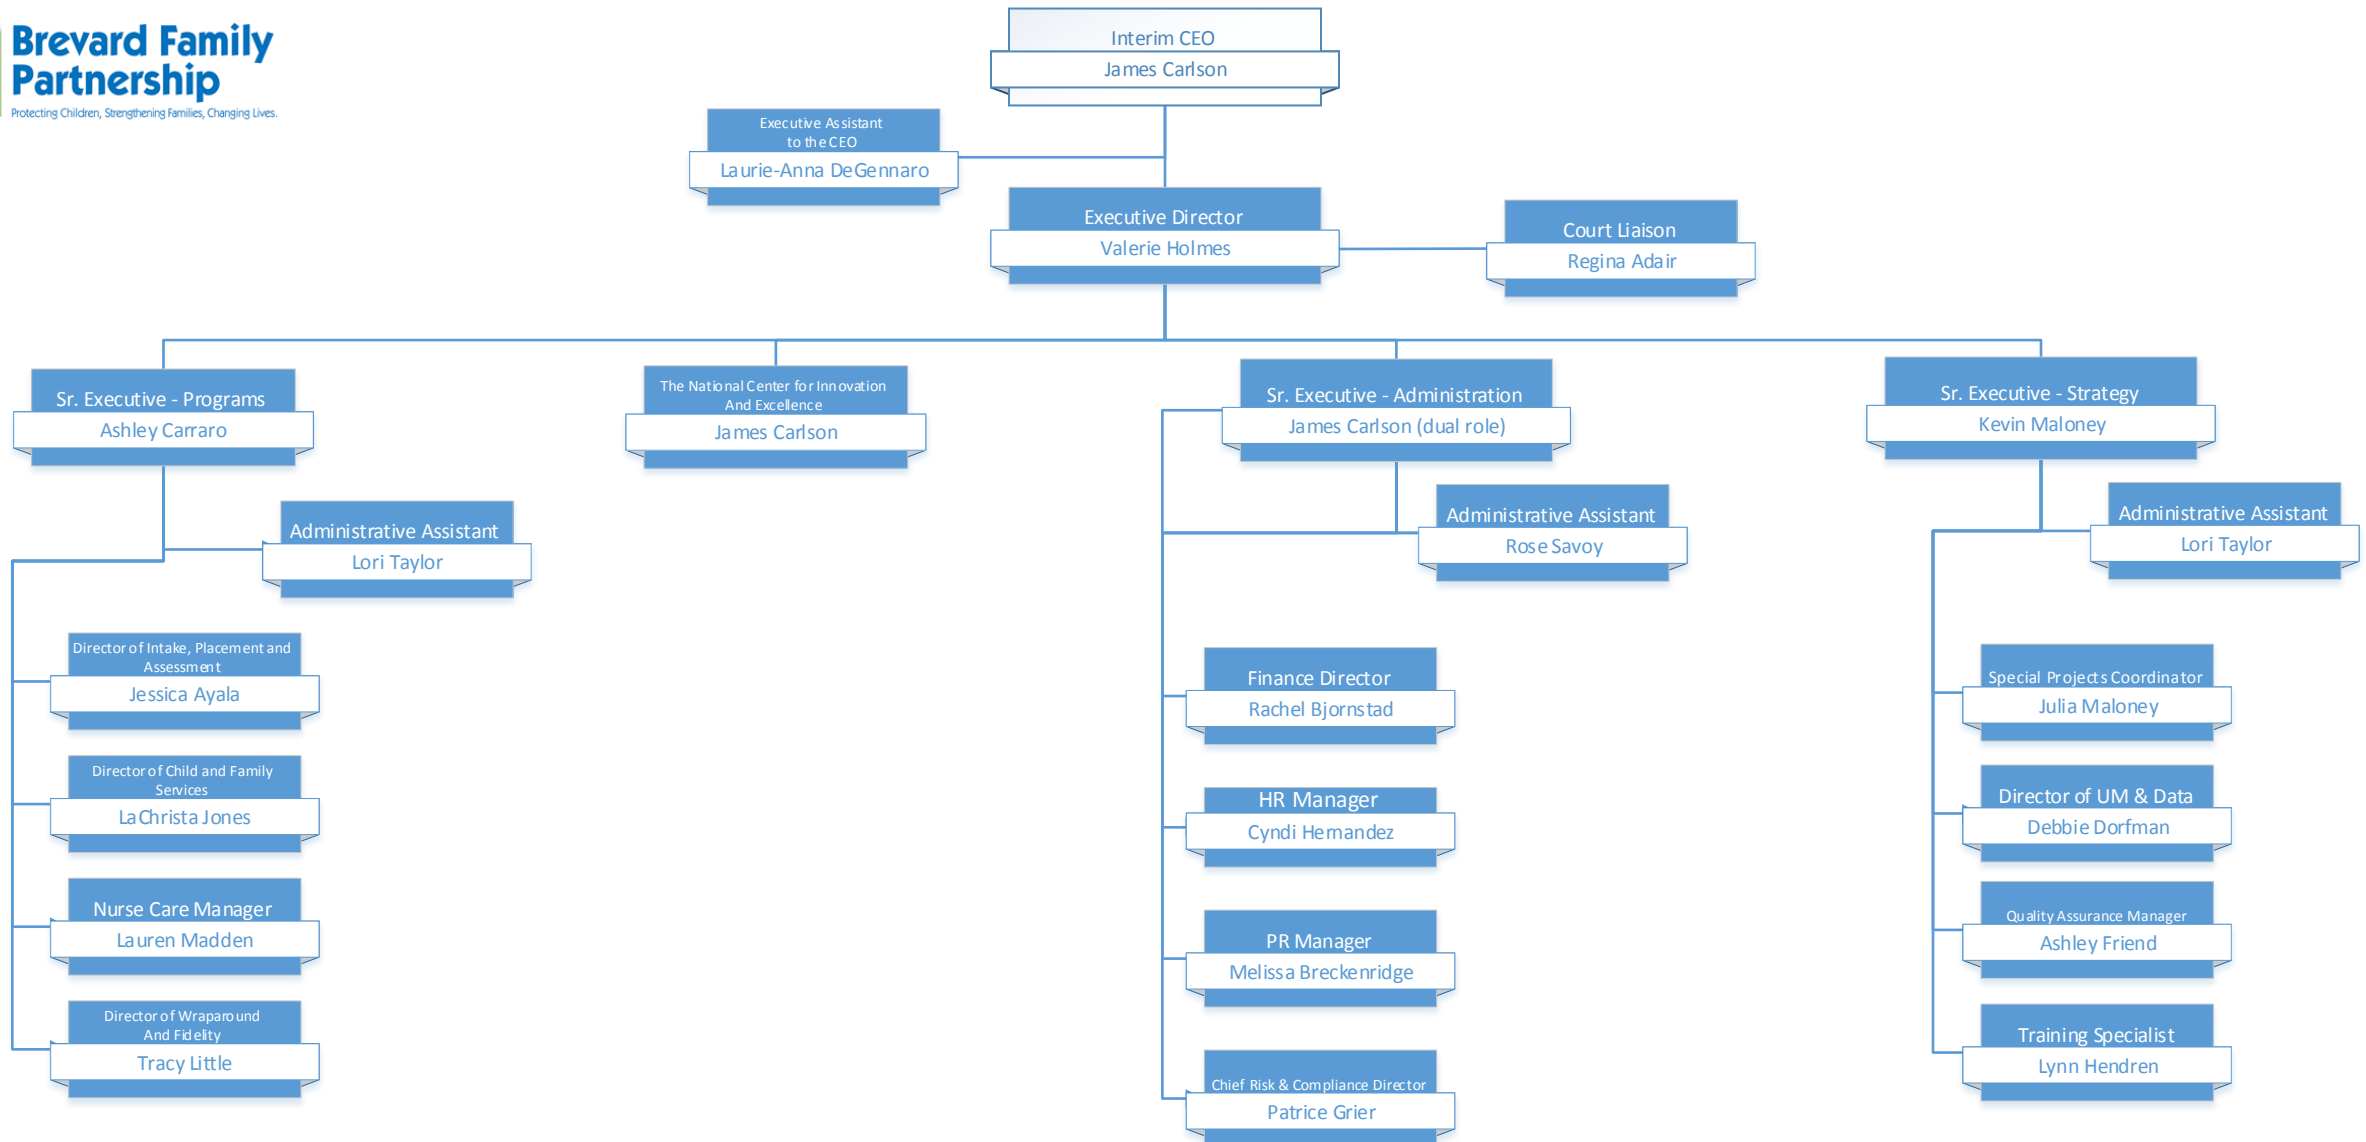 Brevard Family
Partnership
Protecting Children, Strengthening Families, Changing Lives.
Interim CEO
James Carlson
Executive Assistant
to the CEO
Laurie-Anna DeGennaro
Executive Director
Valerie Holmes
Court Liaison
Regina Adair
Sr. Executive - Programs
Ashley Carraro
The National Center for Innovation
And Excellence
James Carlson
Sr. Executive - Administration
James Carlson (dual role)
Sr. Executive - Strategy
Kevin Maloney
Administrative Assistant
Lori Taylor
Administrative Assistant
Rose Savoy
Administrative Assistant
Lori Taylor
Director of Intake, Placement and
Assessment
Jessica Ayala
Director of Child and Family
Services
LaChrista Jones
Nurse Care Manager
Lauren Madden
Director of Wraparound
And Fidelity
Tracy Little
Finance Director
Rachel Bjornstad
HR Manager
Cyndi Hernandez
PR Manager
Melissa Breckenridge
Chief Risk & Compliance Director
Patrice Grier
Special Projects Coordinator
Julia Maloney
Director of UM & Data
Debbie Dorfman
Quality Assurance Manager
Ashley Friend
Training Specialist
Lynn Hendren